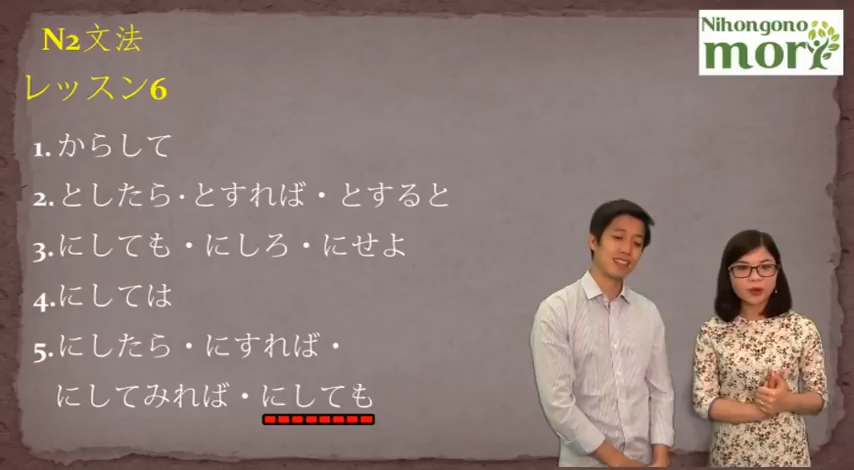 N2文法
レッスン6
Nihongono
mori
1.からして
2.としたら・とすれば・とすると
3.にしても・にしろ・にせよ
4.にしては
5.にしたら・にすれば・
にしてみれば・にしても